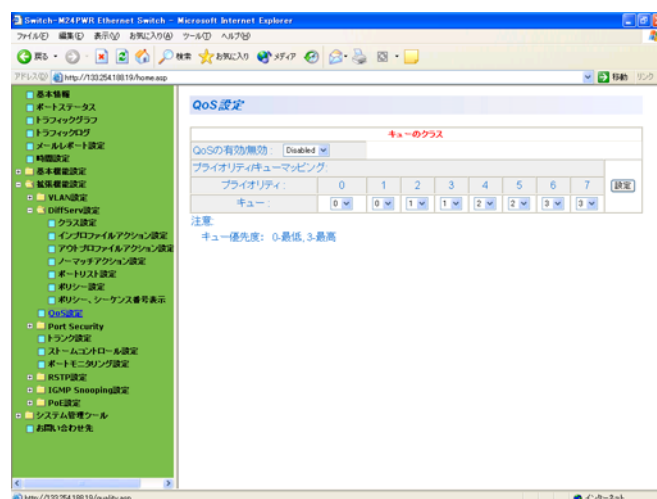 Switch-M24PWR Ethernet Switch - Microsoft Internet Explorer
ファイル(F) 編集(E) 表示(V) お気に入り(A) ツール(T) ヘルプ(H)
戻る 検索 お気に入り メディア
アドレス(D) http://133.254.188.19/home.asp 移動 リンク
基本情報
ポートステータス
トラフィックグラフ
トラフィックログ
メールレポート設定
時間設定
基本機能設定
拡張機能設定
VLAN設定
DiffServ設定
クラス設定
インプロファイルアクション設定
アウトプロファイルアクション設定
ノーマッチアクション設定
ポートリスト設定
ポリシー設定
ポリシー、シーケンス番号表示
QoS設定
Port Security
トランク設定
ストームコントロール設定
ポートモニタリング設定
RSTP設定
IGMP Snooping設定
PoE設定
システム管理ツール
お問い合わせ先
QoS設定
キューのクラス
QoSの有効/無効: Disabled
プライオリティ/キューマッピング:
プライオリティ: 0 1 2 3 4 5 6 7 設定
キュー: 0 0 1 1 2 2 3 3
注意:
キュー優先度: 0-最低, 3-最高
http://133.254.188.19/quality.asp インターネット